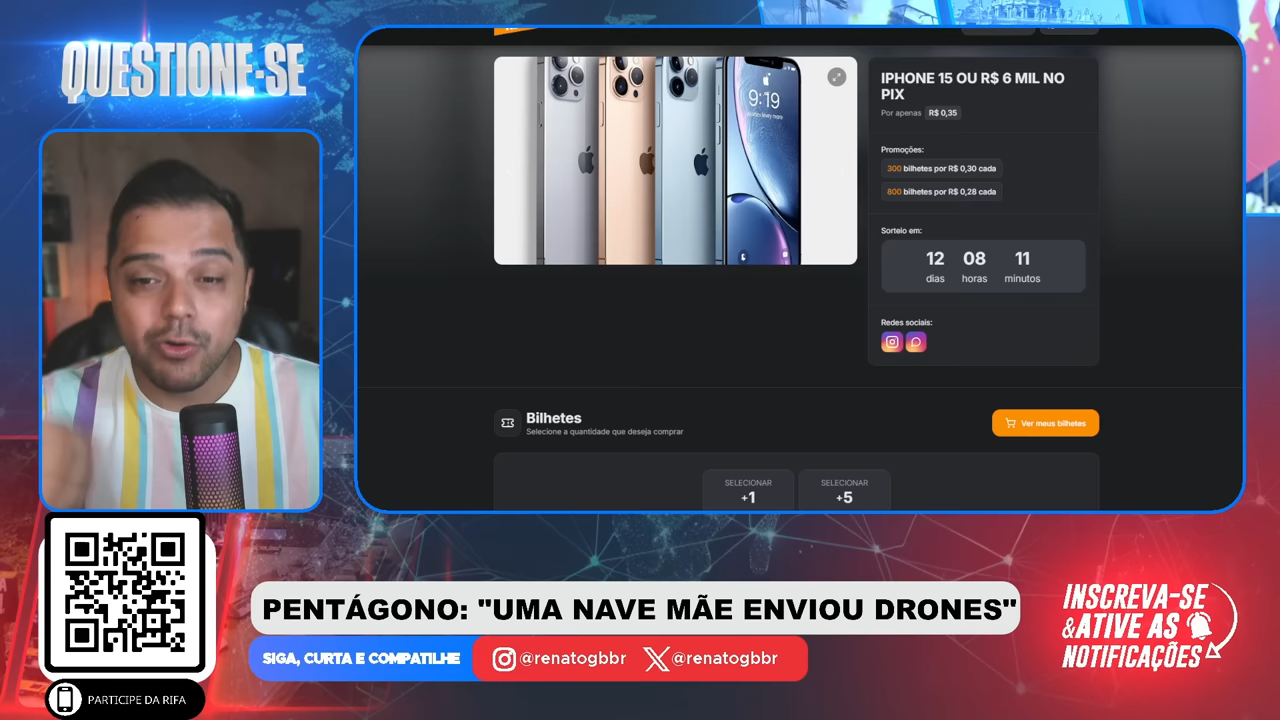 QUESTIONE-SE
9:19
IPHONE 15 OU R$ 6 MIL NO
PIX
Por apenas R$ 0,35
Promoções:
300 bilhetes por R$ 0,30 cada
800 bilhetes por R$ 0,28 cada
Sorteio em:
12 08 11
dias horas minutos
Redes sociais:
Bilhetes
Selecione a quantidade que deseja comprar
Ver meus bilhetes
SELECIONAR SELECIONAR
+1 +5
PENTÁGONO: "UMA NAVE MÃE ENVIOU DRONES"
SIGA, CURTA E COMPATILHE
@renatogbbr @renatogbbr
PARTICIPE DA RIFA
INSCREVA-SE
&ATIVE AS
NOTIFICAÇÕES